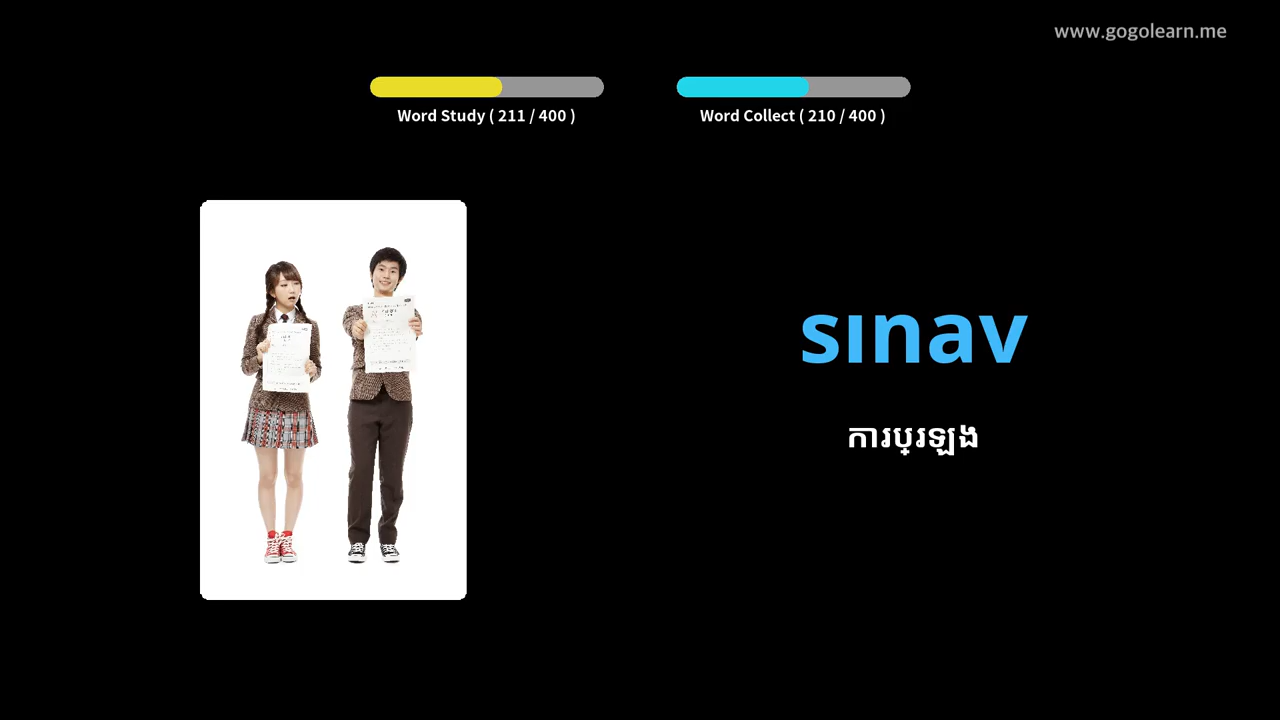 www.gogolearn.me
Word Study ( 211 / 400 )
Word Collect ( 210 / 400 )
sınav
ការប្រឡង